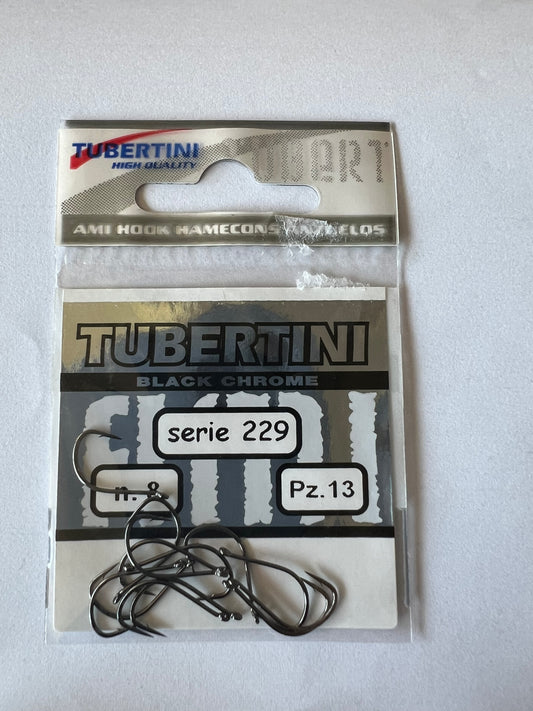 TUBERTINI
HIGH QUALITY
AMI HOOK HAMECONS
TUBERTINI
BLACK CHROME
serie 229
n. 8
Pz.13